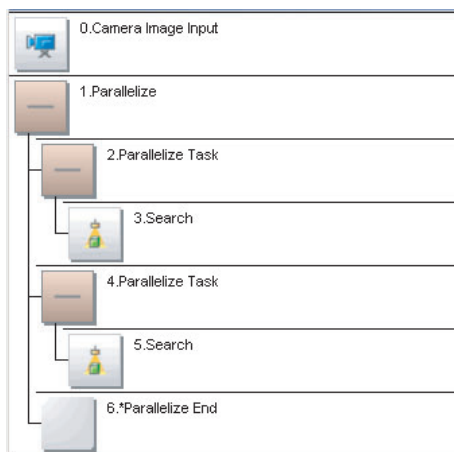 0.Camera Image Input
1.Parallelize
2.Parallelize Task
3.Search
4.Parallelize Task
5.Search
6.*Parallelize End